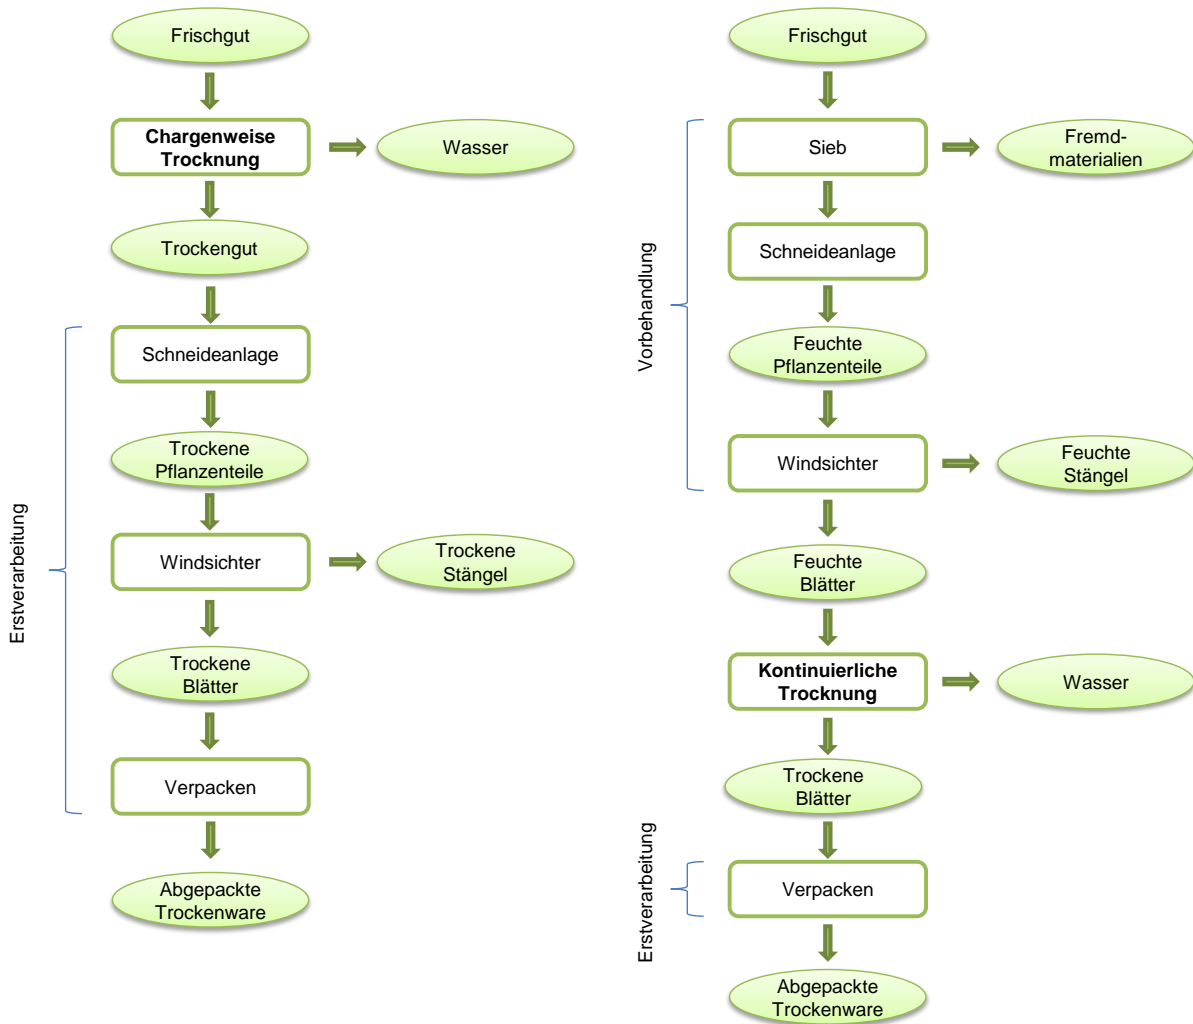 Frischgut
Chargenweise
Trocknung
Wasser
Trockengut
Schneideanlage
Trockene
Pflanzenteile
Windsichter
Trockene
Stängel
Trockene
Blätter
Verpacken
Abgepackte
Trockenware
Erstverarbeitung
Frischgut
Sieb
Fremd-
materialien
Schneideanlage
Feuchte
Pflanzenteile
Windsichter
Feuchte
Stängel
Vorbehandlung
Feuchte
Blätter
Kontinuierliche
Trocknung
Wasser
Trockene
Blätter
Verpacken
Erstverarbeitung
Abgepackte
Trockenware